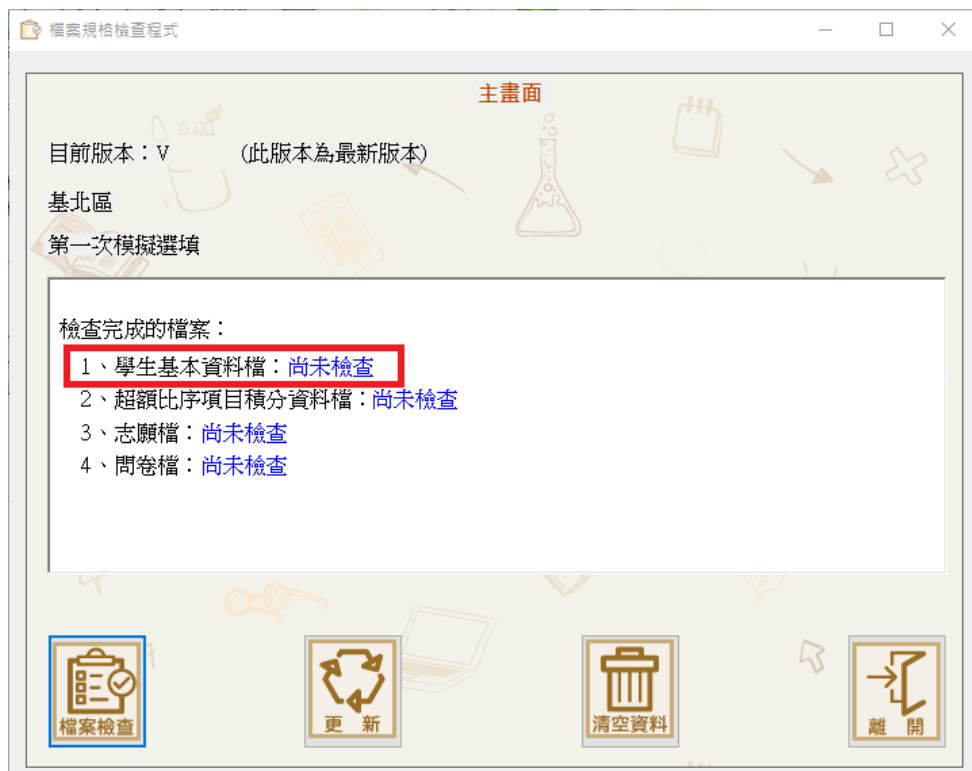 檔案規格檢查程式
主畫面
目前版本：V (此版本為最新版本)
基北區
第一次模擬選填
檢查完成的檔案：
1、學生基本資料檔：尚未檢查
2、超額比序項目積分資料檔：尚未檢查
3、志願檔：尚未檢查
4、問卷檔：尚未檢查
檔案檢查
更 新
清空資料
離 開